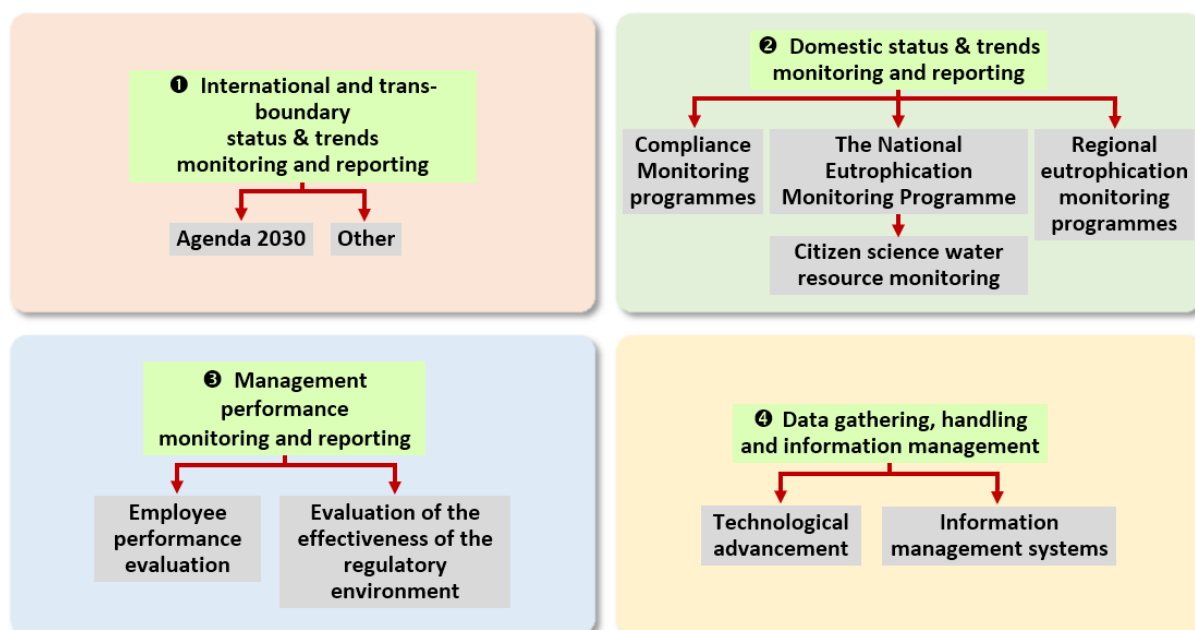 ❶ International and trans-
boundary
status & trends
monitoring and reporting
Agenda 2030
Other
❷ Domestic status & trends
monitoring and reporting
Compliance
Monitoring
programmes
The National
Eutrophication
Monitoring Programme
Regional
eutrophication
monitoring
programmes
Citizen science water
resource monitoring
❸ Management
performance
monitoring and reporting
Employee
performance
evaluation
Evaluation of the
effectiveness of the
regulatory
environment
❹ Data gathering, handling
and information management
Technological
advancement
Information
management systems